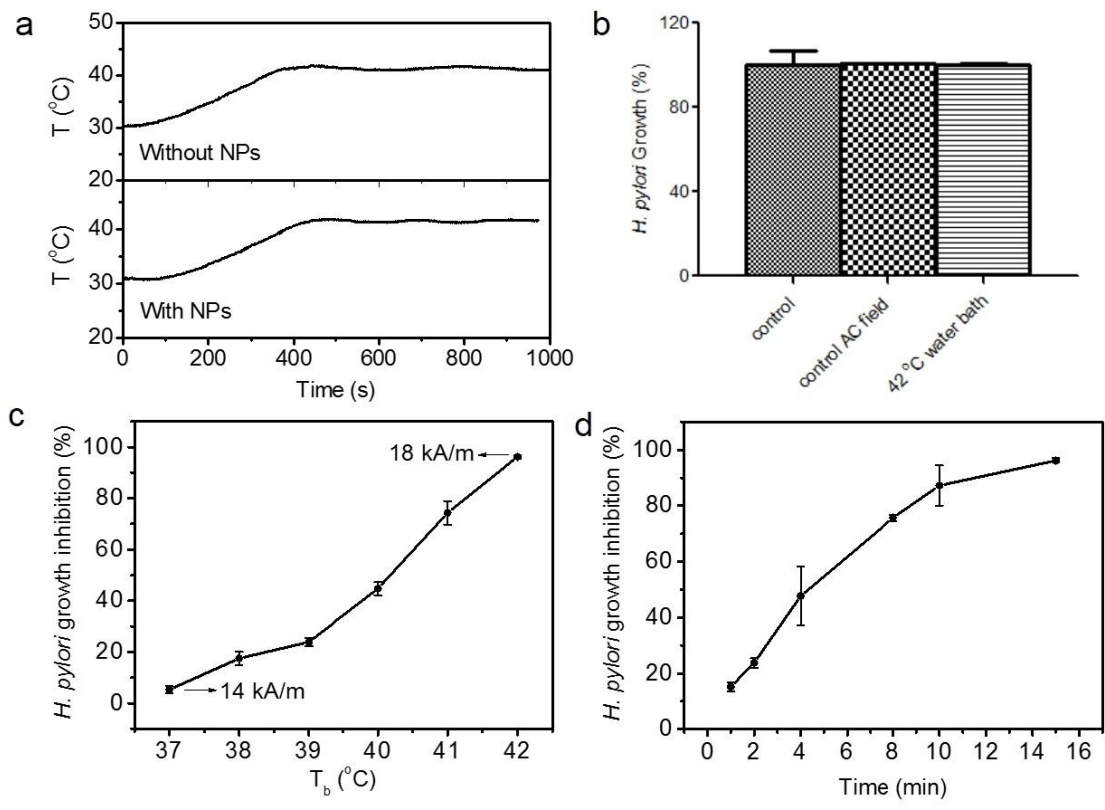 a
50
40
30
20
T (°C)
Without NPs
40
30
20
T (°C)
With NPs
0 200 400 600 800 1000
Time (s)
b
120
80
40
0
H. pylori Growth (%)
control
control AC field
42 °C water bath
c
100
80
60
40
20
0
H. pylori growth inhibition (%)
18 kA/m
14 kA/m
37 38 39 40 41 42
Tb (°C)
d
100
80
60
40
20
0
H. pylori growth inhibition (%)
0 2 4 6 8 10 12 14 16
Time (min)